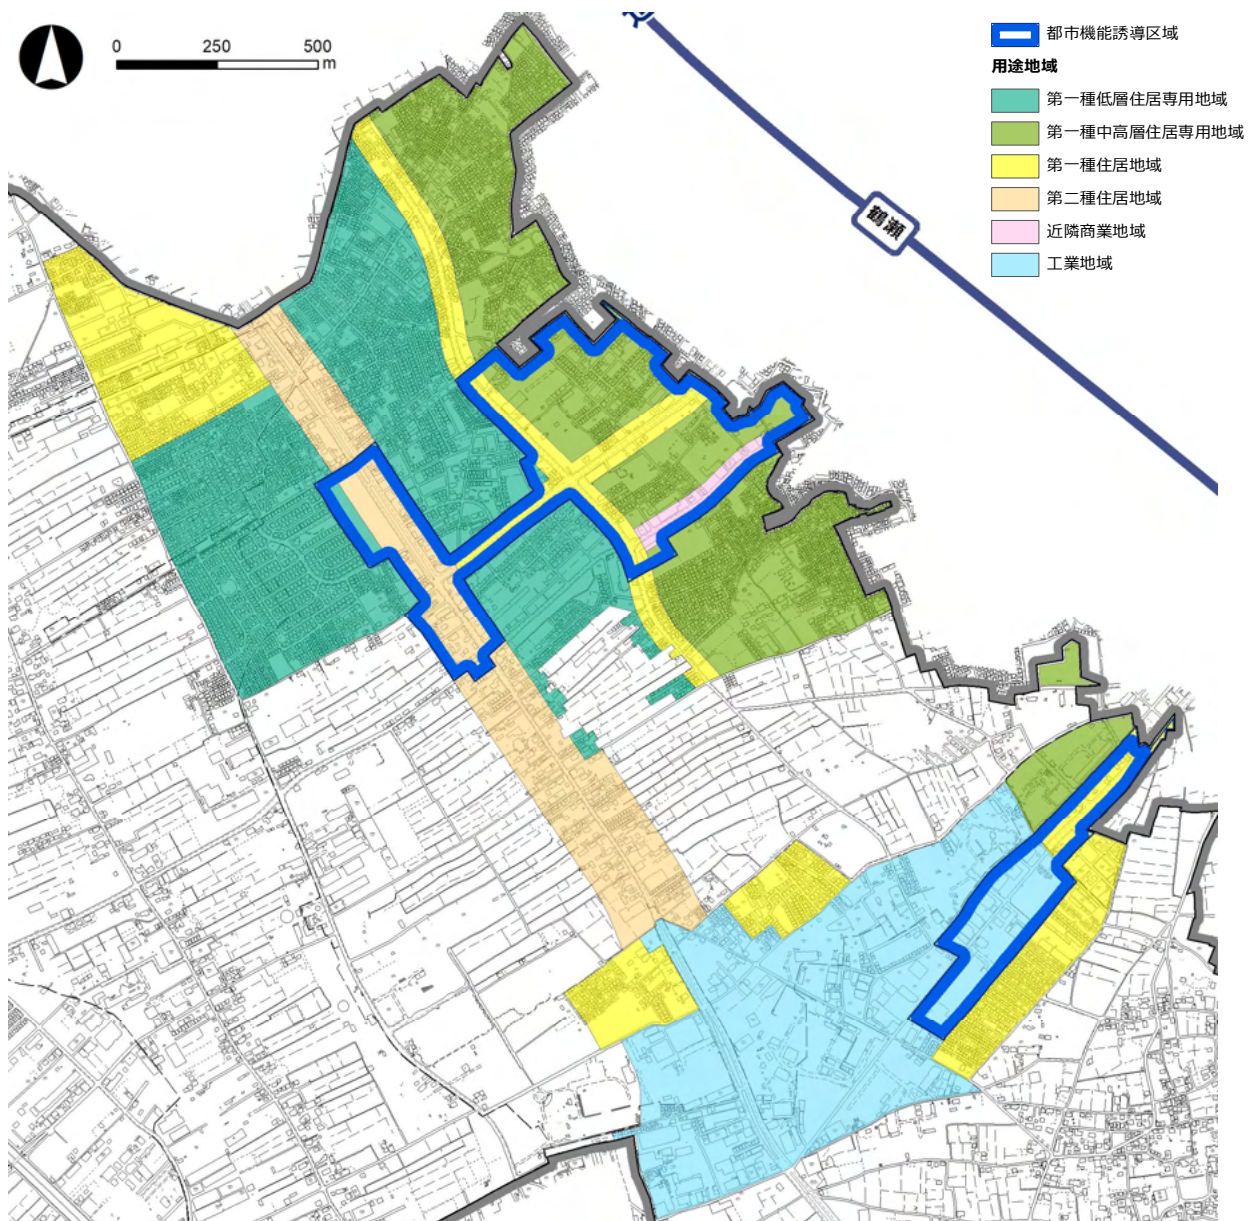 0 250 500
m
都市機能誘導区域
用途地域
第一種低層住居専用地域
第一種中高層住居専用地域
第一種住居地域
第二種住居地域
近隣商業地域
工業地域
鶴瀬